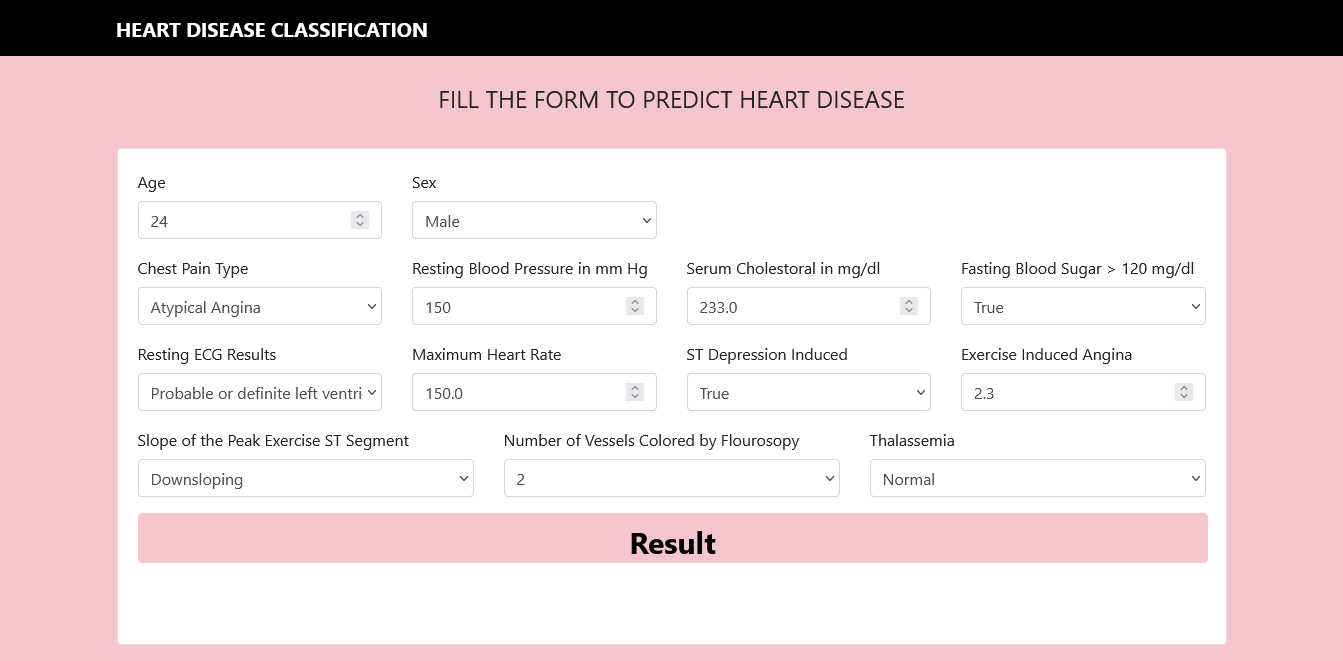 HEART DISEASE CLASSIFICATION
FILL THE FORM TO PREDICT HEART DISEASE
Age Sex
24 Male
Chest Pain Type Resting Blood Pressure in mm Hg Serum Cholestoral in mg/dl Fasting Blood Sugar > 120 mg/dl
Atypical Angina 150 233.0 True
Resting ECG Results Maximum Heart Rate ST Depression Induced Exercise Induced Angina
Probable or definite left ventri 150.0 True 2.3
Slope of the Peak Exercise ST Segment Number of Vessels Colored by Flourosopy Thalassemia
Downsloping 2 Normal
Result